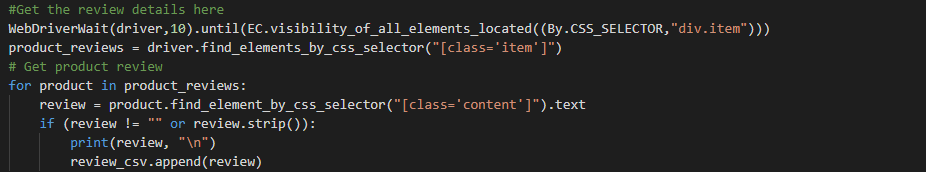 #Get the review details here
WebDriverWait(driver,10).until(EC.visibility_of_all_elements_located((By.CSS_SELECTOR,"div.item")))
product_reviews = driver.find_elements_by_css_selector("[class='item']")
# Get product review
for product in product_reviews:
    review = product.find_element_by_css_selector("[class='content']").text
    if (review != "" or review.strip()):
        print(review, "\n")
        review_csv.append(review)